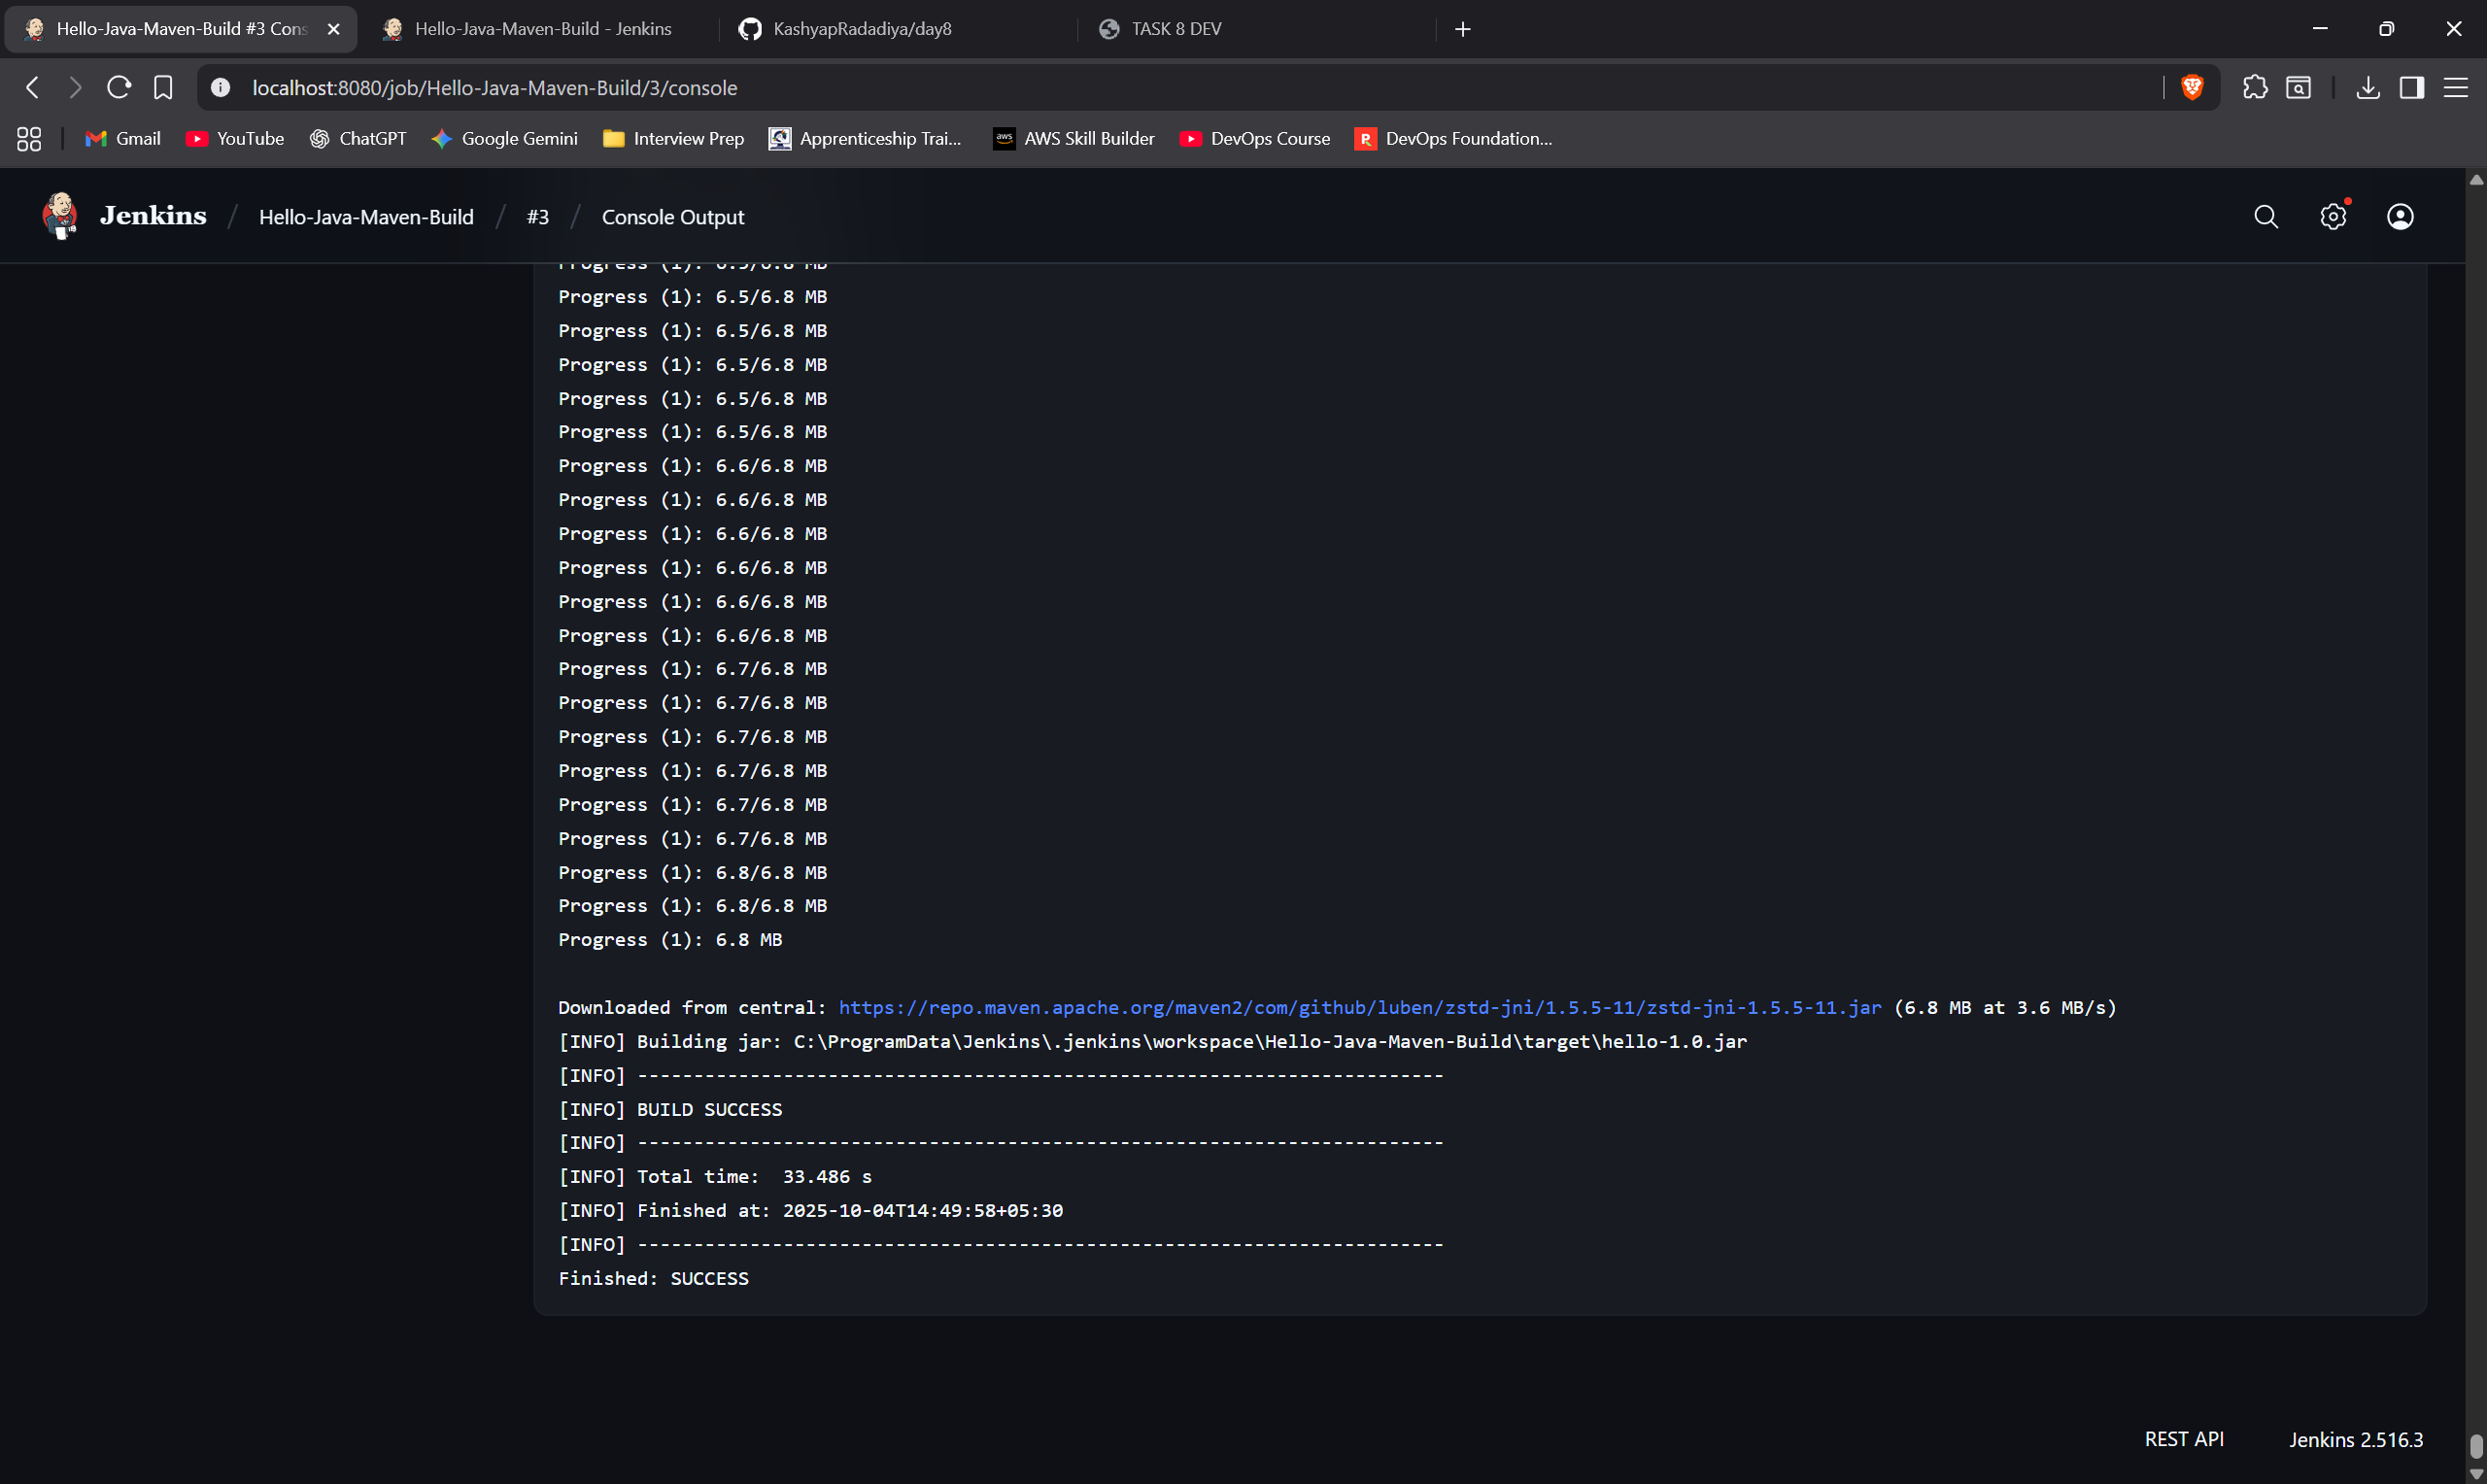 Hello-Java-Maven-Build #3 Cons
Hello-Java-Maven-Build - Jenkins
KashyapRadadiya/day8
TASK 8 DEV
localhost:8080/job/Hello-Java-Maven-Build/3/console
Gmail
YouTube
ChatGPT
Google Gemini
Interview Prep
Apprenticeship Trai...
aws
AWS Skill Builder
DevOps Course
R
DevOps Foundation...
Jenkins / Hello-Java-Maven-Build / #3 / Console Output
Progress (1): 6.5/6.8 MB
Progress (1): 6.5/6.8 MB
Progress (1): 6.5/6.8 MB
Progress (1): 6.5/6.8 MB
Progress (1): 6.5/6.8 MB
Progress (1): 6.5/6.8 MB
Progress (1): 6.6/6.8 MB
Progress (1): 6.6/6.8 MB
Progress (1): 6.6/6.8 MB
Progress (1): 6.6/6.8 MB
Progress (1): 6.6/6.8 MB
Progress (1): 6.6/6.8 MB
Progress (1): 6.7/6.8 MB
Progress (1): 6.7/6.8 MB
Progress (1): 6.7/6.8 MB
Progress (1): 6.7/6.8 MB
Progress (1): 6.7/6.8 MB
Progress (1): 6.7/6.8 MB
Progress (1): 6.8/6.8 MB
Progress (1): 6.8/6.8 MB
Progress (1): 6.8 MB
Downloaded from central: https://repo.maven.apache.org/maven2/com/github/luben/zstd-jni/1.5.5-11/zstd-jni-1.5.5-11.jar (6.8 MB at 3.6 MB/s)
[INFO] Building jar: C:\ProgramData\Jenkins\.jenkins\workspace\Hello-Java-Maven-Build\target\hello-1.0.jar
[INFO] ------------------------------------------------------------------------
[INFO] BUILD SUCCESS
[INFO] ------------------------------------------------------------------------
[INFO] Total time:  33.486 s
[INFO] Finished at: 2025-10-04T14:49:58+05:30
[INFO] ------------------------------------------------------------------------
Finished: SUCCESS
REST API
Jenkins 2.516.3